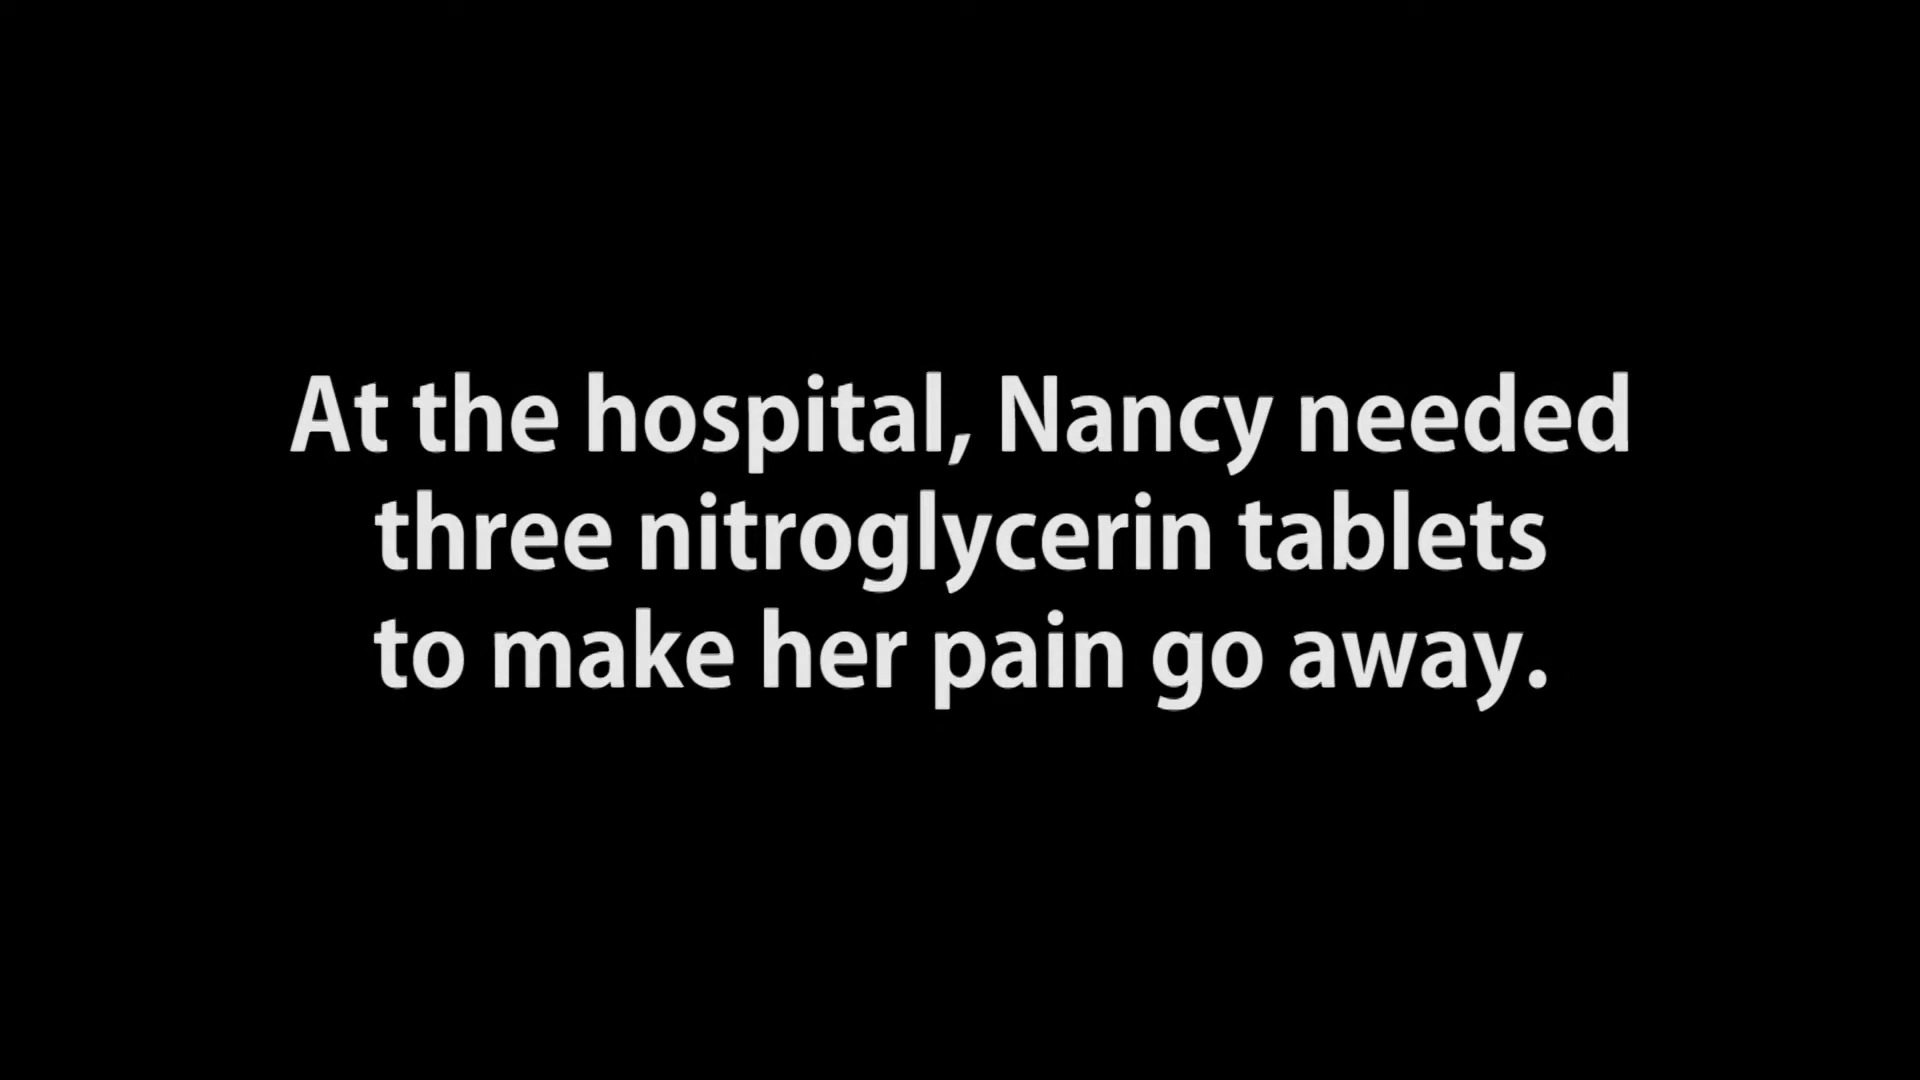 At the hospital, Nancy needed
three nitroglycerin tablets
to make her pain go away.